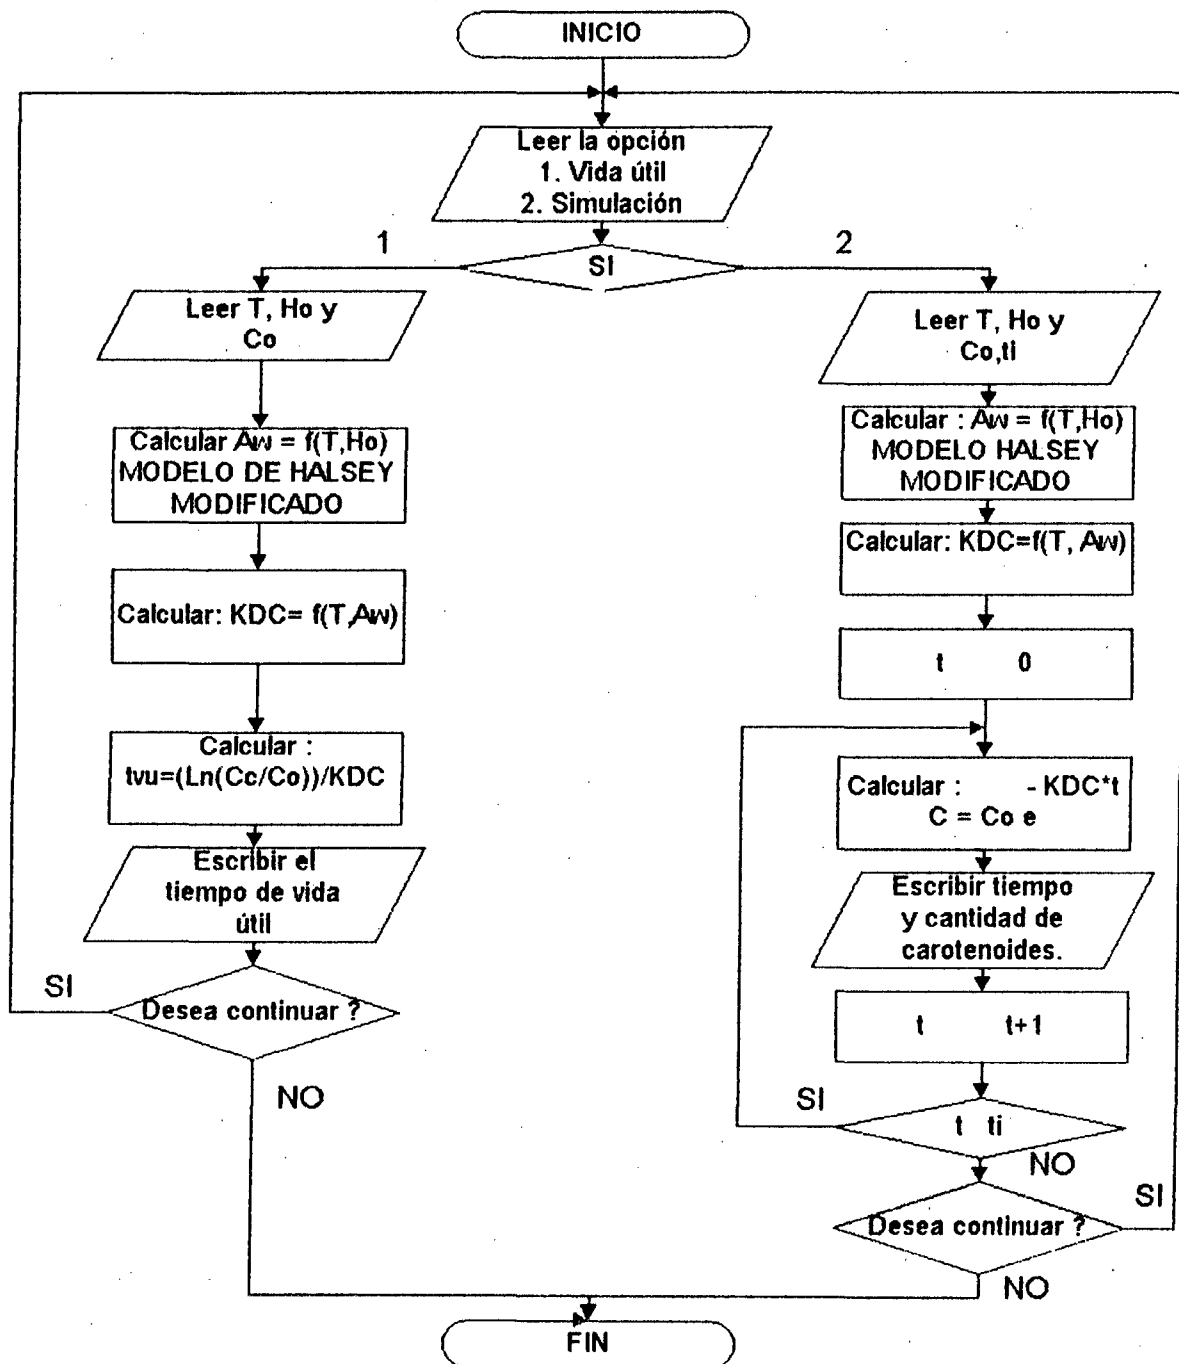 INICIO
Leer la opción
1. Vida útil
2. Simulación
1
SI
2
Leer T, Ho y
Co
Calcular Aw = f(T,Ho)
MODELO DE HALSEY
MODIFICADO
Calcular: KDC= f(T,Aw)
Calcular :
tvu=(Ln(Cc/Co))/KDC
Escribir el
tiempo de vida
útil
SI
Desea continuar ?
NO
Leer T, Ho y
Co,ti
Calcular : Aw = f(T,Ho)
MODELO HALSEY
MODIFICADO
Calcular: KDC=f(T, Aw)
t 0
Calcular : - KDC*t
C = Co e
Escribir tiempo
y cantidad de
carotenoides.
t t+1
SI
t ti
NO
SI
Desea continuar ?
NO
FIN